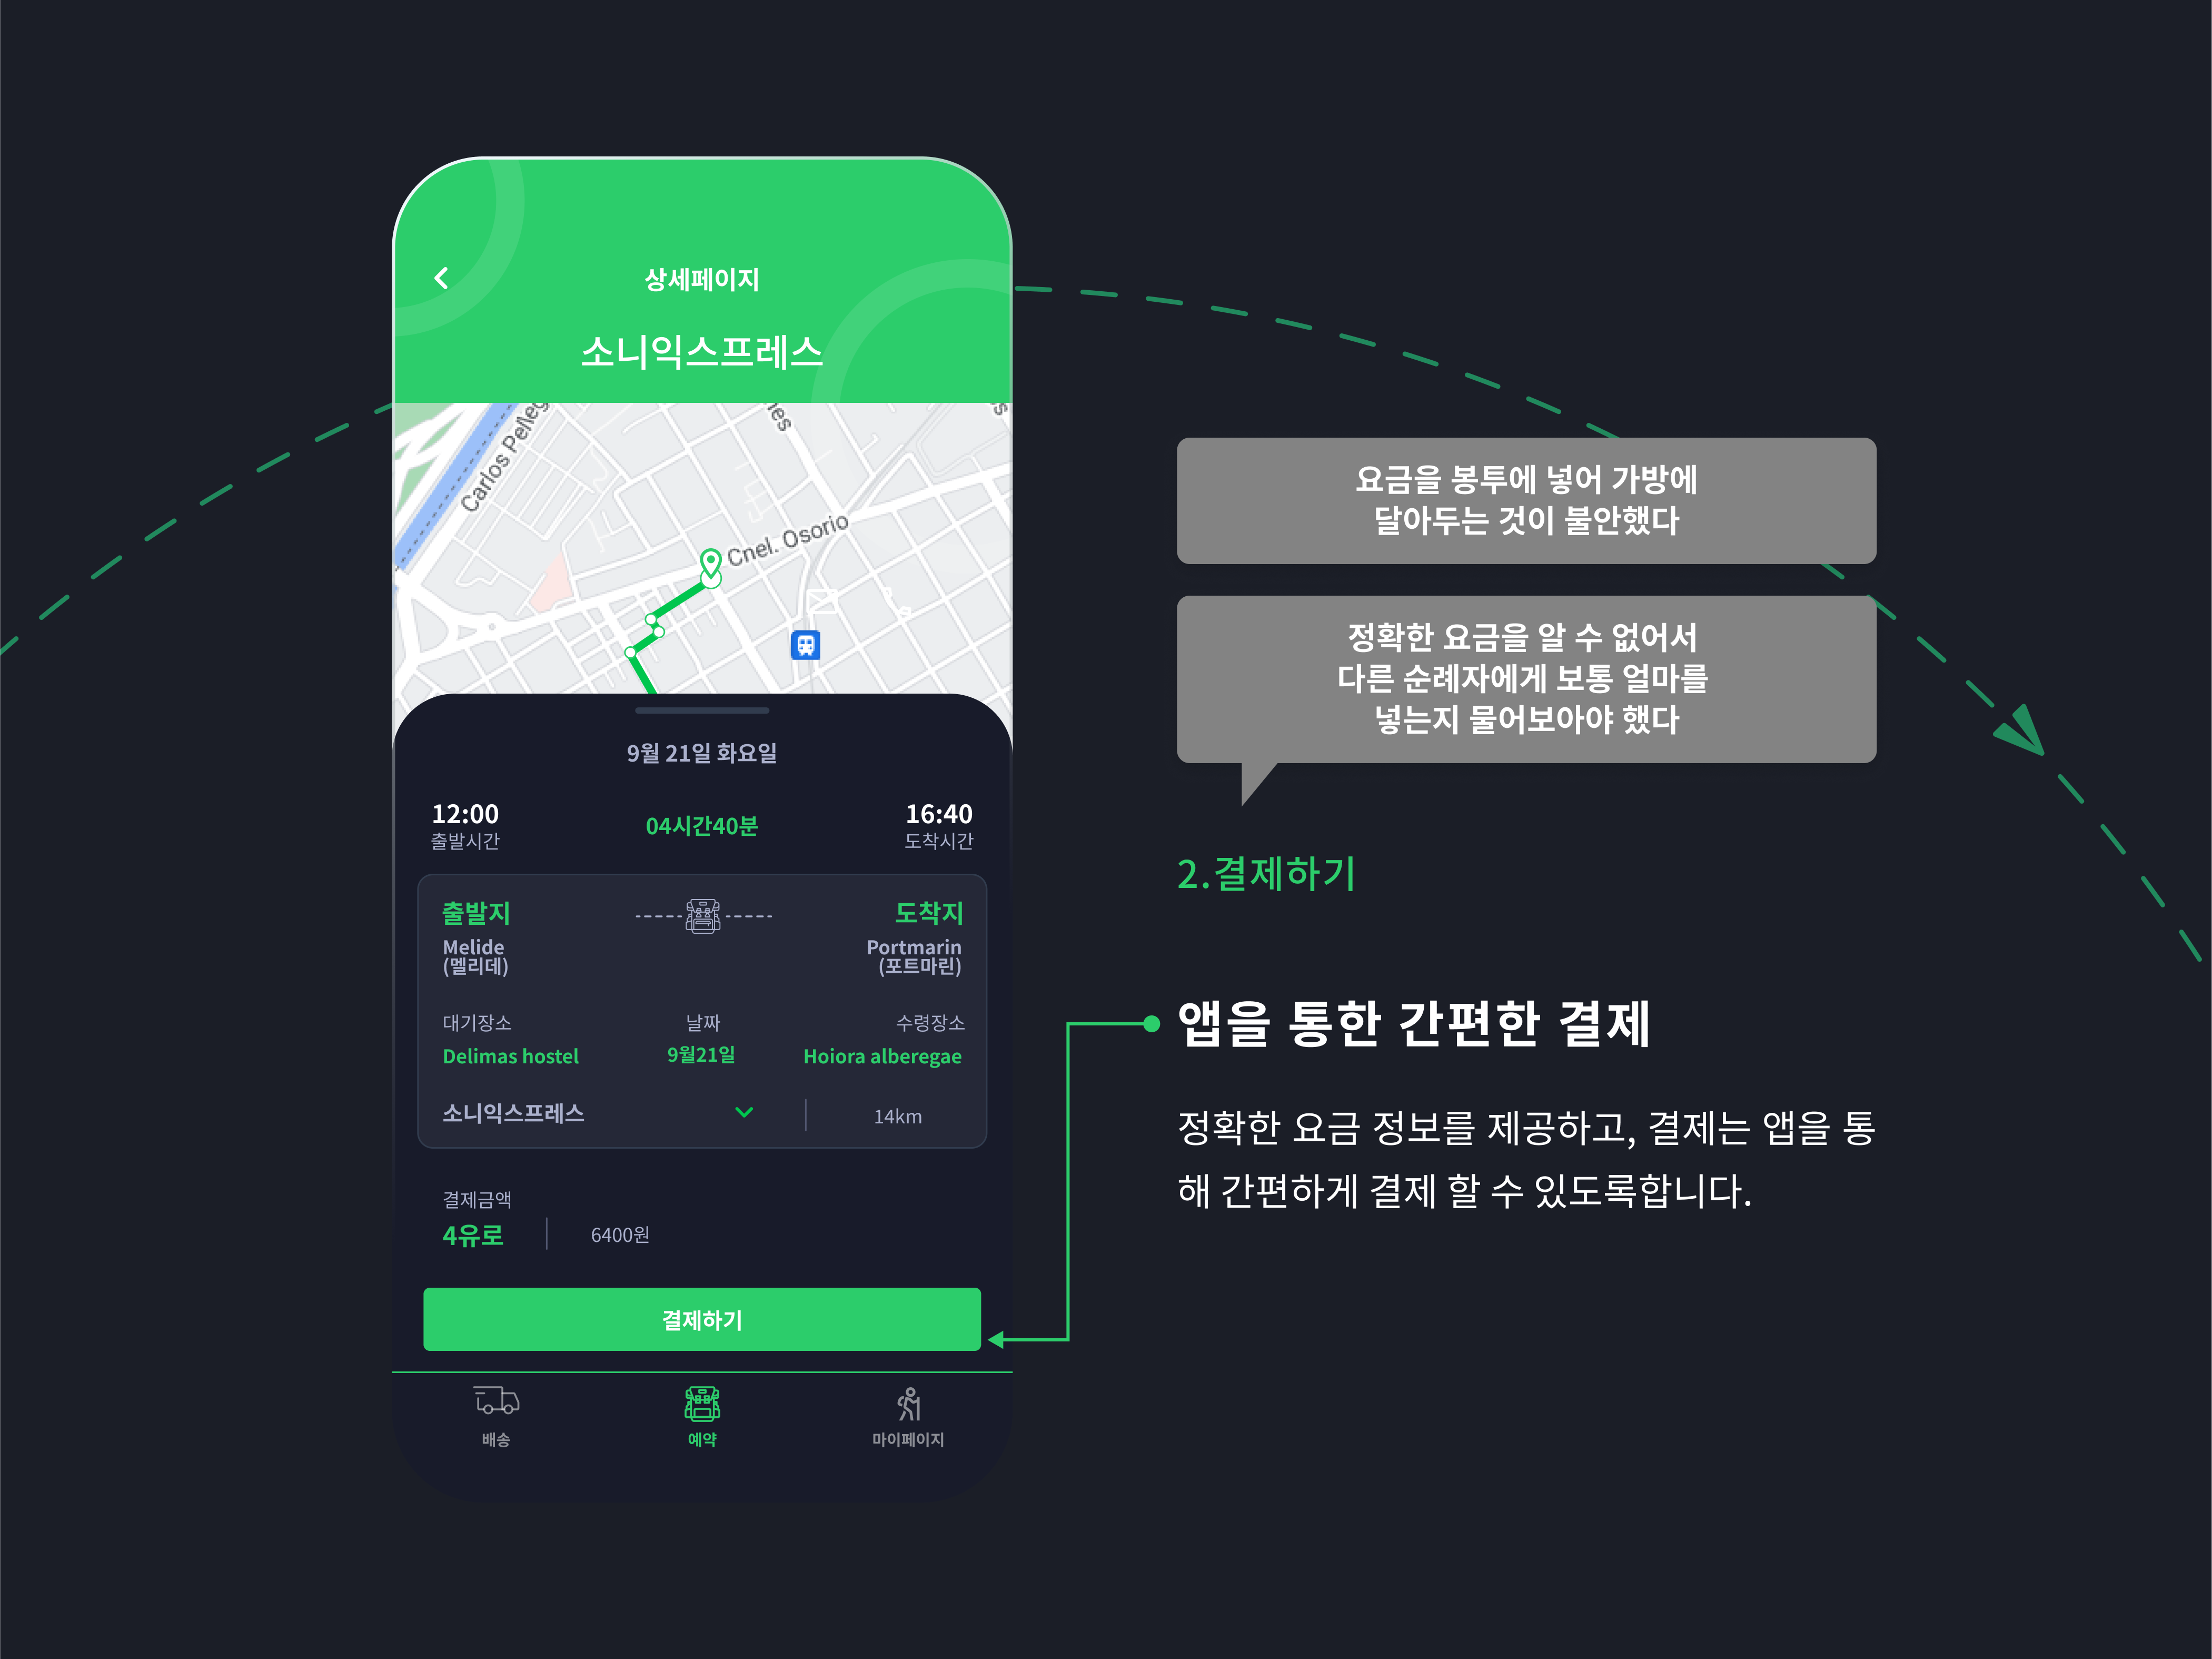 상세페이지
소니익스프레스
Carlos Pelleg
nes
s
Cnel. Osorio
9월 21일 화요일
12:00
출발시간
04시간40분
16:40
도착시간
출발지
Melide
(멜리데)
도착지
Portmarin
(포트마린)
대기장소
날짜
수령장소
Delimas hostel
9월21일
Hoiora alberegae
소니익스프레스
14km
결제금액
4유로
6400원
결제하기
배송
예약
마이페이지
요금을 봉투에 넣어 가방에
달아두는 것이 불안했다
정확한 요금을 알 수 없어서
다른 순례자에게 보통 얼마를
넣는지 물어보아야 했다
2.결제하기
앱을 통한 간편한 결제
정확한 요금 정보를 제공하고, 결제는 앱을 통
해 간편하게 결제 할 수 있도록합니다.